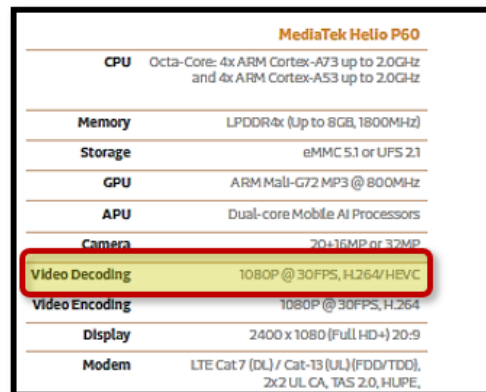 MediaTek Helio P60
CPU Octa-Core: 4x ARM Cortex-A73 up to 2.0GHz
and 4x ARM Cortex-A53 up to 2.0GHz
Memory LPDDR4x (Up to 8GB, 1800MHz)
Storage eMMC 5.1 or UFS 2.1
GPU ARM Mali-G72 MP3 @ 800MHz
APU Dual-core Mobile AI Processors
Camera 20+16MP or 32MP
Video Decoding 1080P @ 30FPS, H.264/HEVC
Video Encoding 1080P @ 30FPS, H.264
Display 2400 x 1080 (Full HD+) 20:9
Modem LTE Cat 7 (DL) / Cat-13 (UL) (FDD/TDD),
2x2 UL CA, TAS 2.0, HUPE,